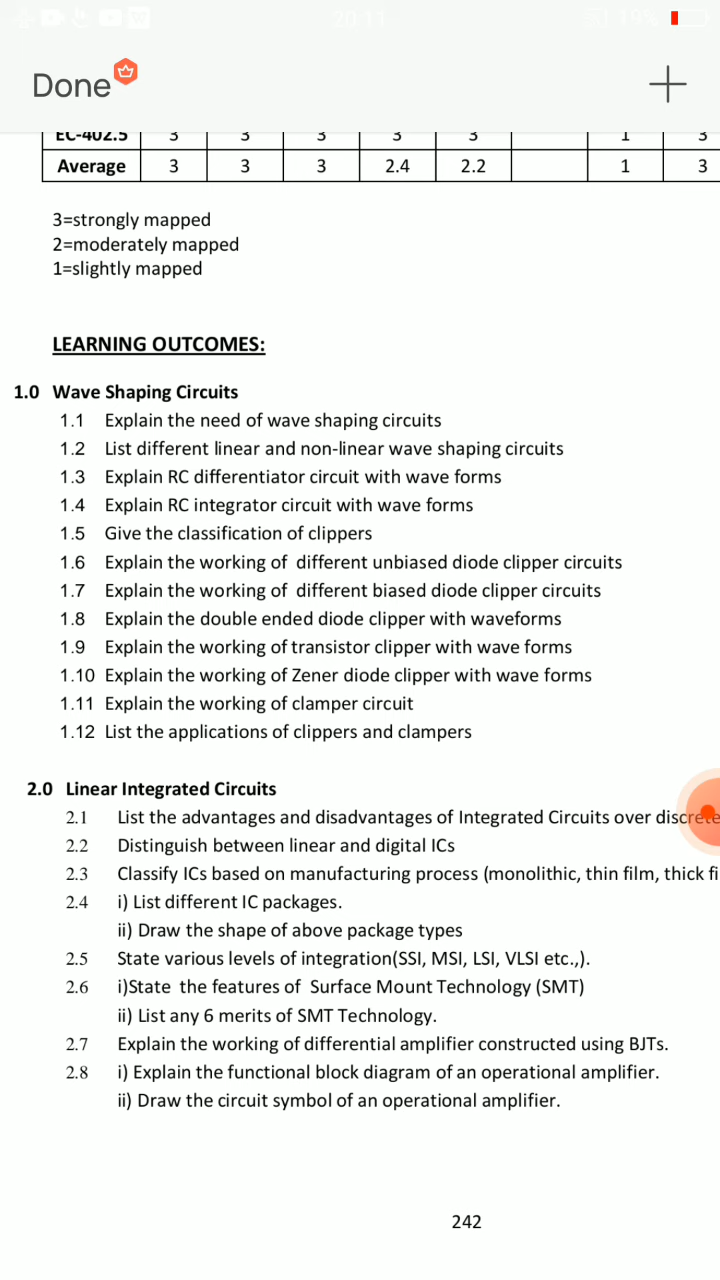 20:11
19%
Done
EC-402.5 3 3 3 3 3 1 3
Average 3 3 3 2.4 2.2 1 3
3=strongly mapped
2=moderately mapped
1=slightly mapped
LEARNING OUTCOMES:
1.0 Wave Shaping Circuits
1.1 Explain the need of wave shaping circuits
1.2 List different linear and non-linear wave shaping circuits
1.3 Explain RC differentiator circuit with wave forms
1.4 Explain RC integrator circuit with wave forms
1.5 Give the classification of clippers
1.6 Explain the working of different unbiased diode clipper circuits
1.7 Explain the working of different biased diode clipper circuits
1.8 Explain the double ended diode clipper with waveforms
1.9 Explain the working of transistor clipper with wave forms
1.10 Explain the working of Zener diode clipper with wave forms
1.11 Explain the working of clamper circuit
1.12 List the applications of clippers and clampers
2.0 Linear Integrated Circuits
2.1 List the advantages and disadvantages of Integrated Circuits over discrete
2.2 Distinguish between linear and digital ICs
2.3 Classify ICs based on manufacturing process (monolithic, thin film, thick fi
2.4 i) List different IC packages.
ii) Draw the shape of above package types
2.5 State various levels of integration(SSI, MSI, LSI, VLSI etc.,).
2.6 i)State the features of Surface Mount Technology (SMT)
ii) List any 6 merits of SMT Technology.
2.7 Explain the working of differential amplifier constructed using BJTs.
2.8 i) Explain the functional block diagram of an operational amplifier.
ii) Draw the circuit symbol of an operational amplifier.
242